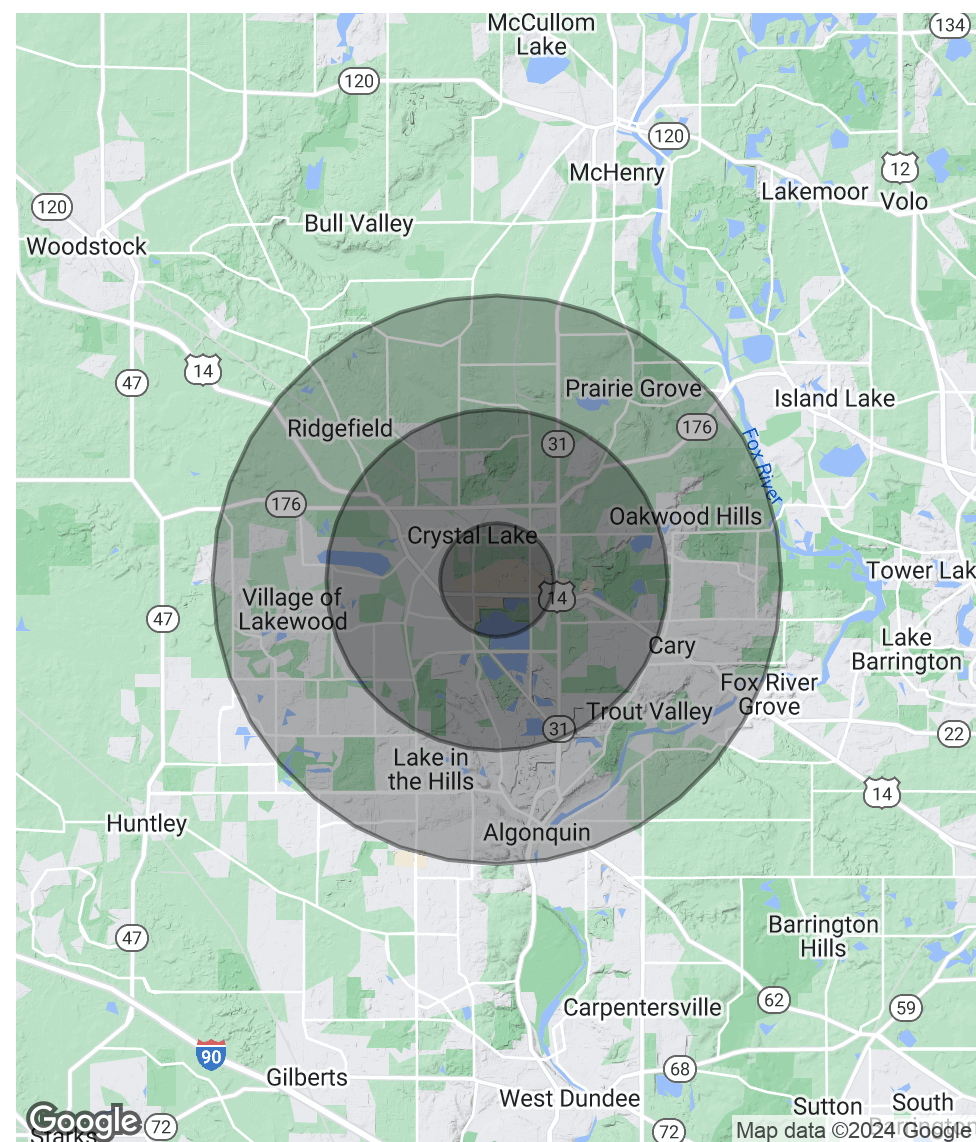 McCullom
Lake
134
120
120
McHenry
12
Lakemoor
Volo
120
Woodstock
Bull Valley
14
47
Prairie Grove
Island Lake
Ridgefield
31
176
Fox River
176
Crystal Lake
Oakwood Hills
Tower Lak
14
Village of
Lakewood
47
Cary
Lake
Barrington
Fox River
Grove
Trout Valley
31
22
Lake in
the Hills
14
Huntley
Algonquin
47
Barrington
Hills
Carpentersville
62
59
90
Gilberts
68
West Dundee
Sutton
South
Barrington
Google
Starks
72
72
Map data ©2024 Google